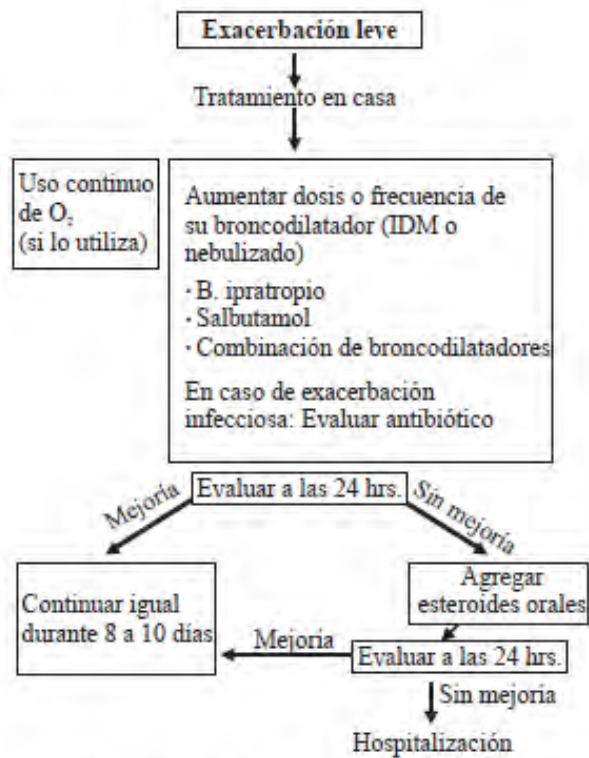 Exacerbación leve
Tratamiento en casa
Uso continuo
de O₂
(si lo utiliza)
Aumentar dosis o frecuencia de
su broncodilatador (IDM o
nebulizado)
· B. ipratropio
· Salbutamol
· Combinación de broncodilatadores
En caso de exacerbación
infecciosa: Evaluar antibiótico
Mejoría
Evaluar a las 24 hrs.
Sin mejoría
Continuar igual
durante 8 a 10 días
Agregar
esteroides orales
Mejoría
Evaluar a las 24 hrs.
Sin mejoría
Hospitalización